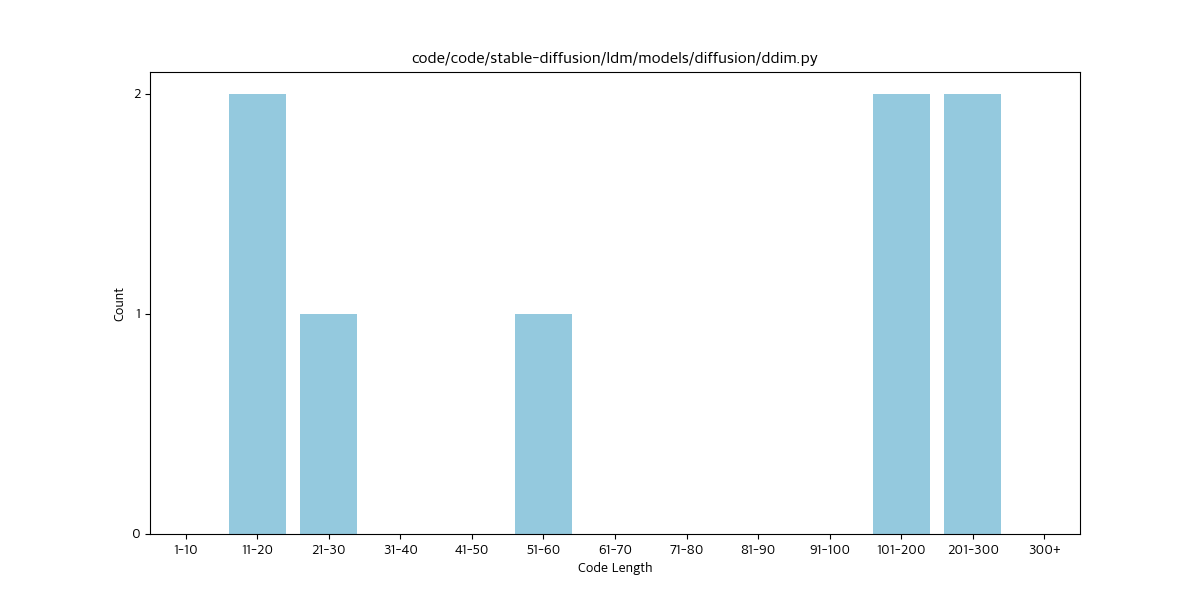 code/code/stable-diffusion/ldm/models/diffusion/ddim.py
2
1
0
Count
1-10 11-20 21-30 31-40 41-50 51-60 61-70 71-80 81-90 91-100 101-200 201-300 300+
Code Length